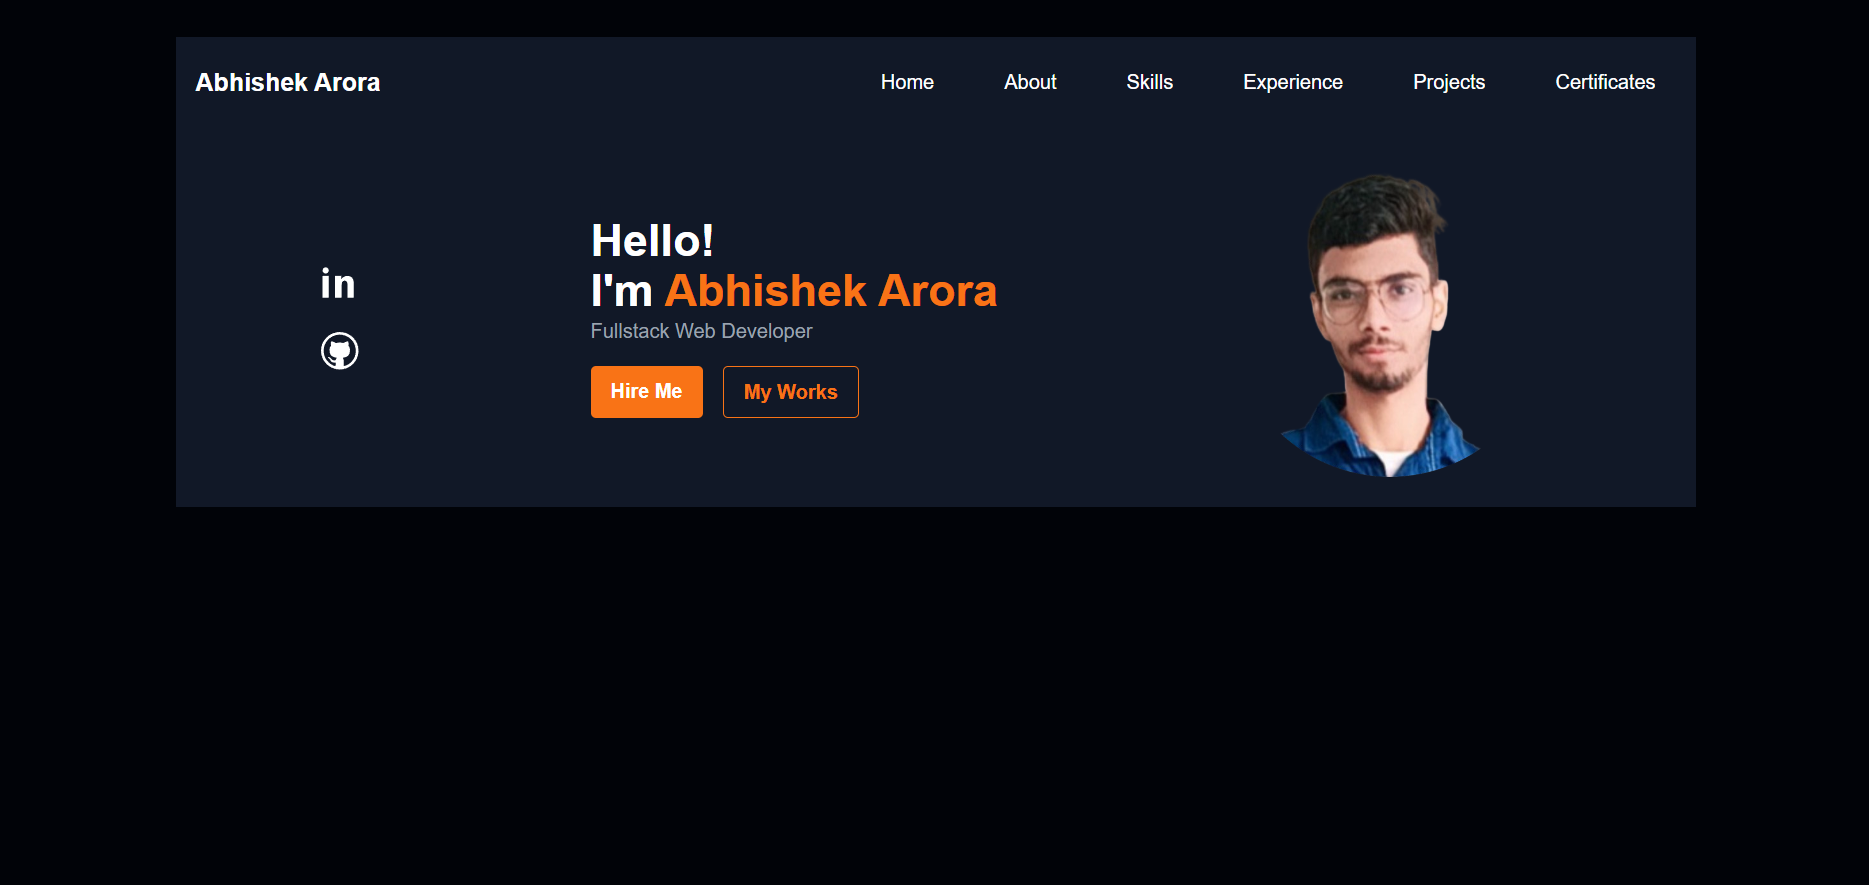 Abhishek Arora
Home About Skills Experience Projects Certificates
Hello!
I'm Abhishek Arora
Fullstack Web Developer
in
Hire Me My Works